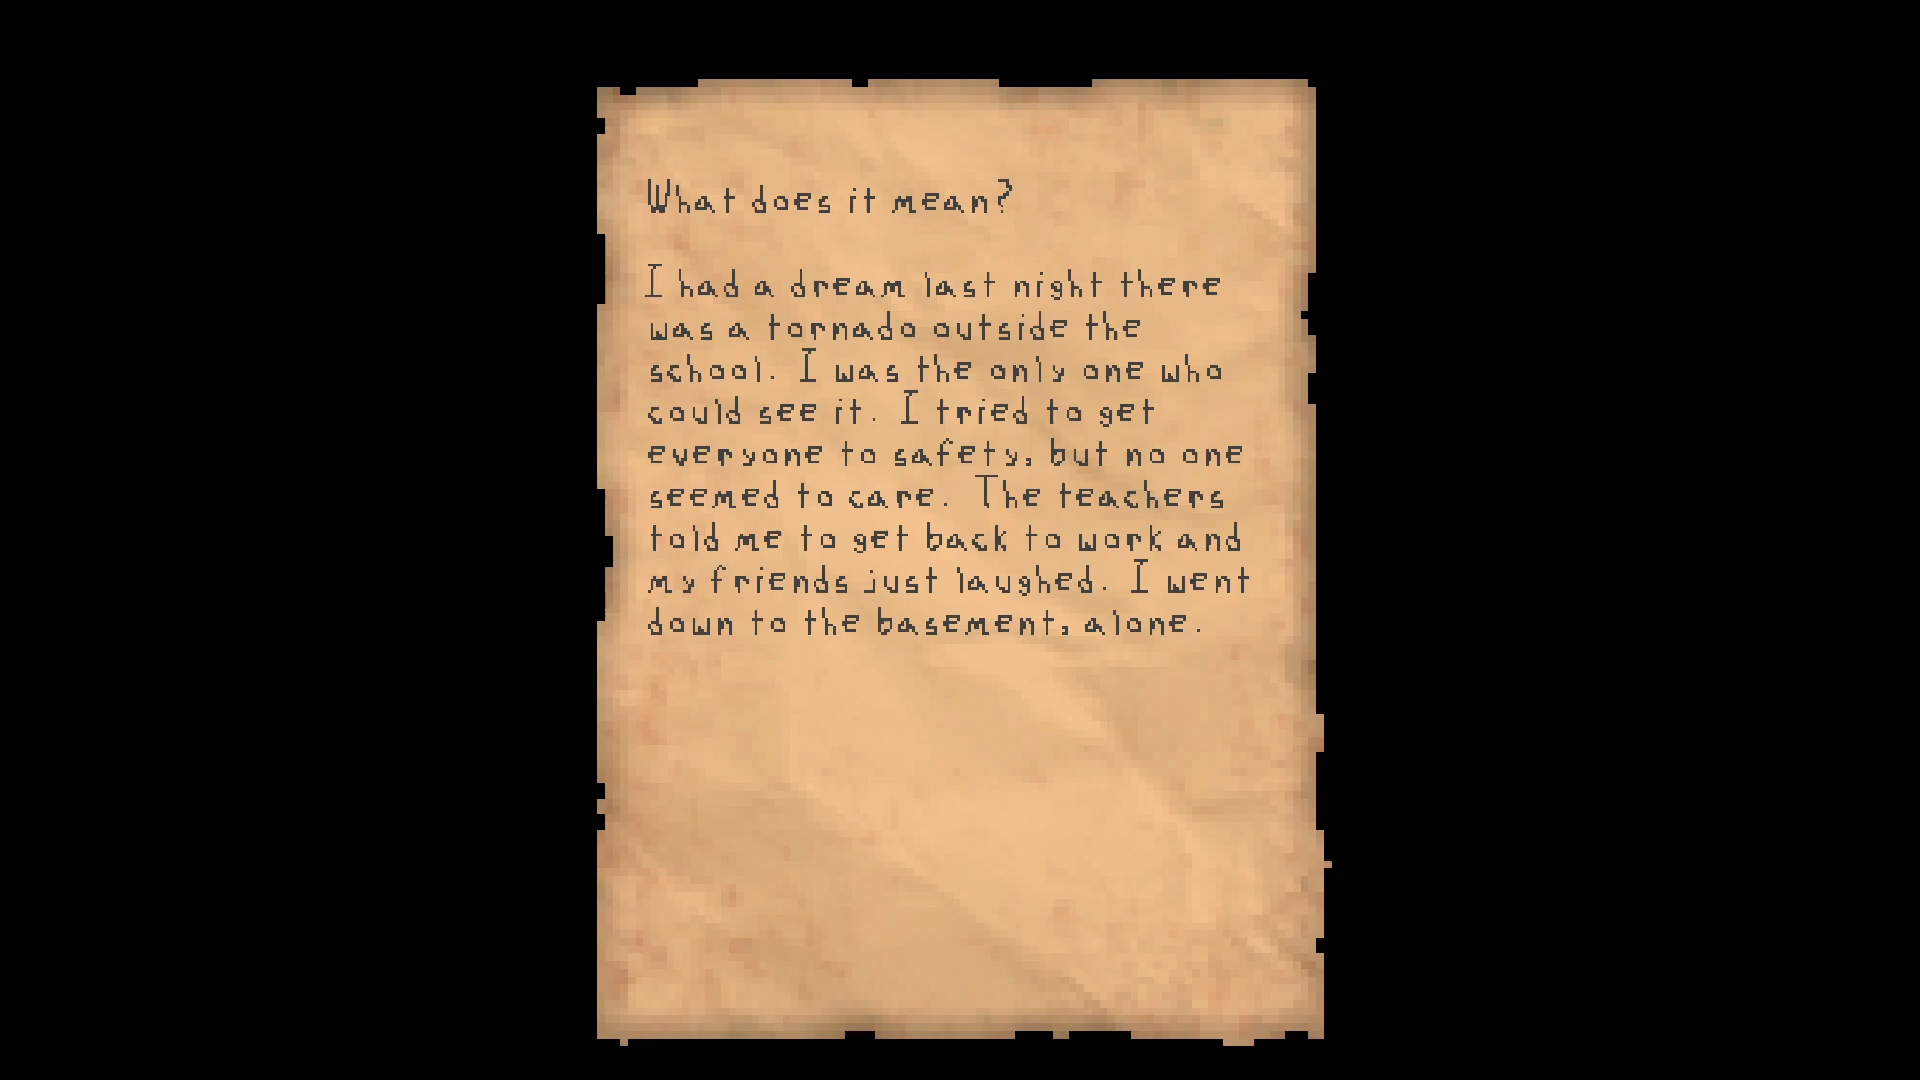 What does it mean?
I had a dream last night there
was a tornado outside the
school. I was the only one who
could see it. I tried to get
everyone to safety, but no one
seemed to care. The teachers
told me to get back to work and
my friends just laughed. I went
down to the basement, alone.